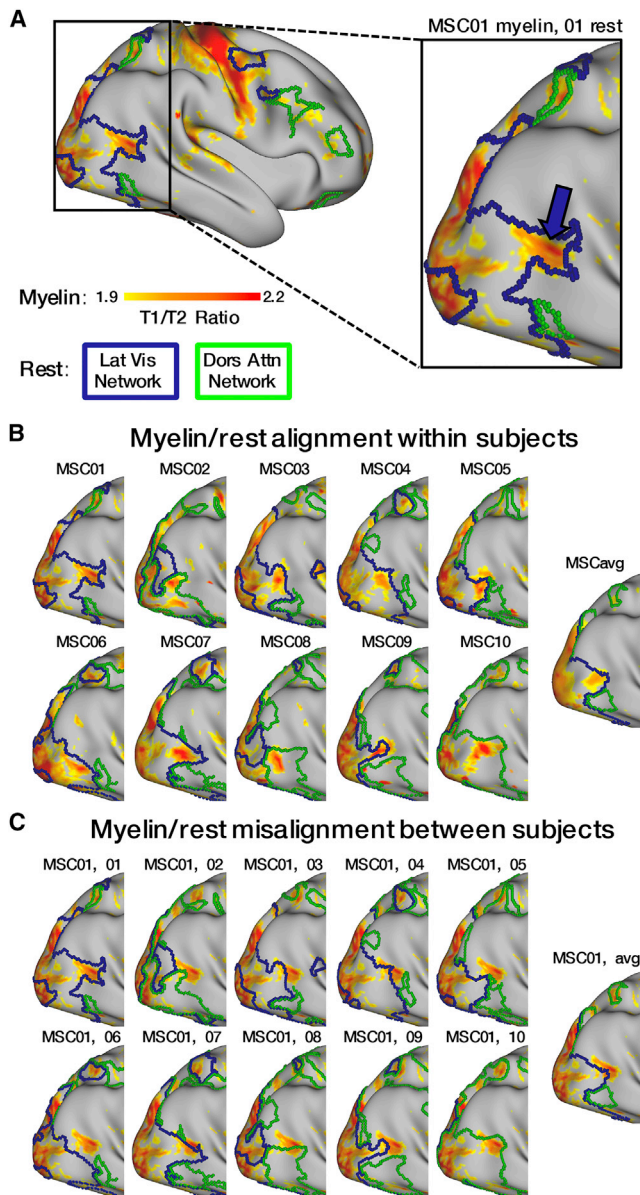 A
MSC01 myelin, 01 rest
Myelin: 1.9 2.2
T1/T2 Ratio
Rest: Lat Vis Network Dors Attn Network
B Myelin/rest alignment within subjects
MSC01 MSC02 MSC03 MSC04 MSC05
MSCavg
MSC06 MSC07 MSC08 MSC09 MSC10
C Myelin/rest misalignment between subjects
MSC01, 01 MSC01, 02 MSC01, 03 MSC01, 04 MSC01, 05
MSC01, avg
MSC01, 06 MSC01, 07 MSC01, 08 MSC01, 09 MSC01, 10